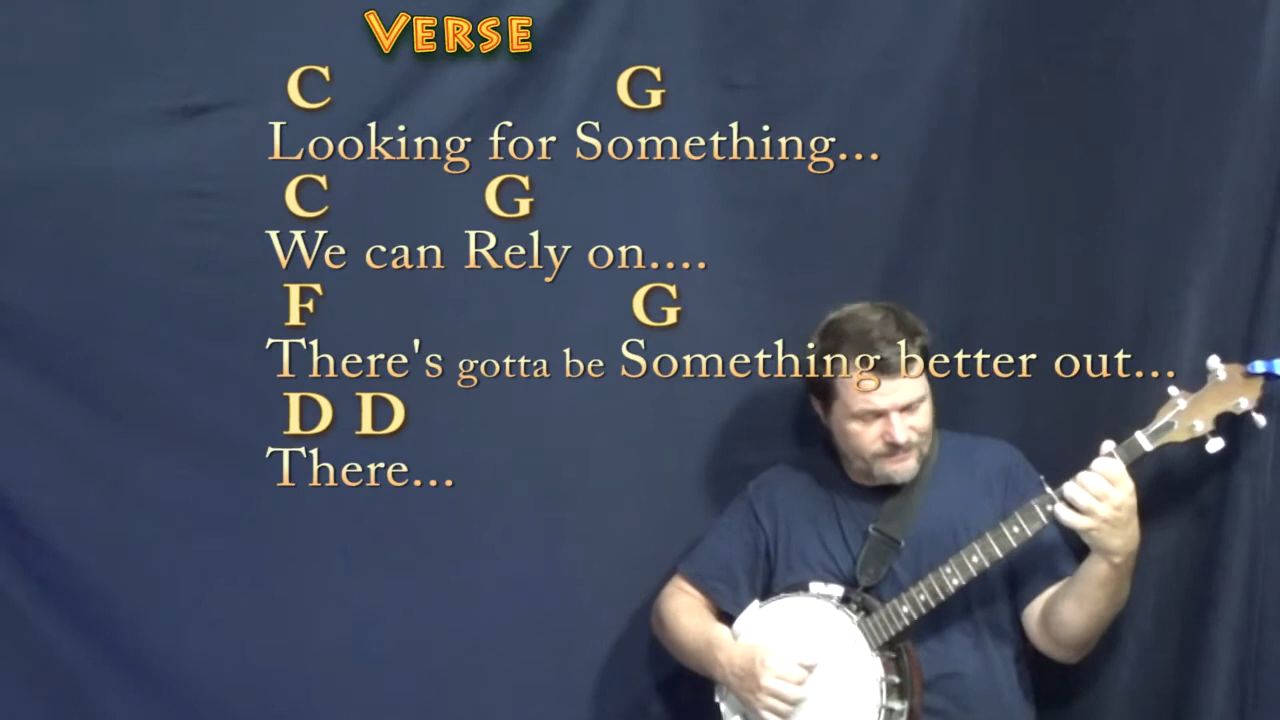 VERSE
C G
Looking for Something...
C G
We can Rely on....
F G
There's gotta be Something better out...
D D
There...